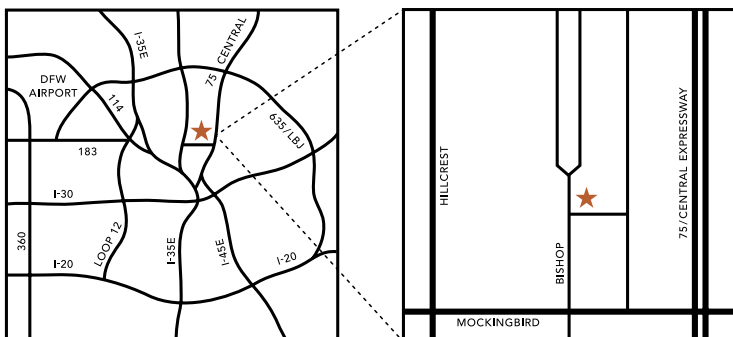 I-35E
75 CENTRAL
DFW
AIRPORT
114
635/LBJ
183
I-30
360
LOOP 12
I-35E
I-45E
I-20
I-20
HILLCREST
75/CENTRAL EXPRESSWAY
BISHOP
MOCKINGBIRD